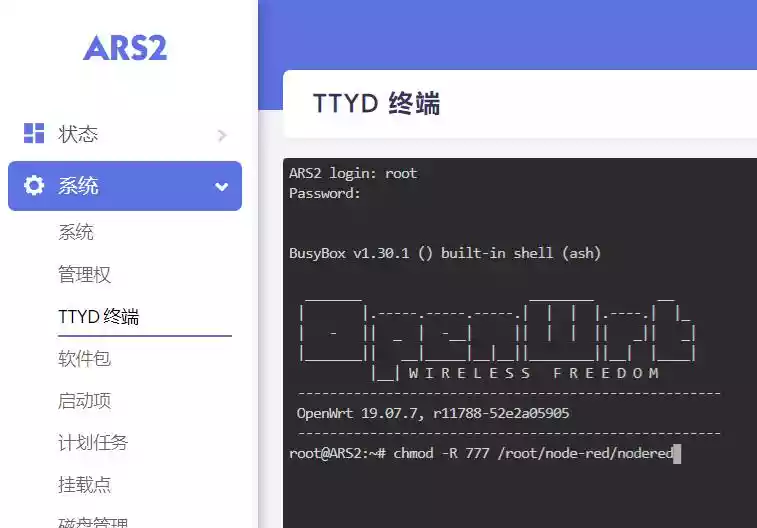 ARS2
状态
系统
系统
管理权
TTYD 终端
软件包
启动项
计划任务
挂载点
磁盘管理
TTYD 终端
ARS2 login: root
Password:
BusyBox v1.30.1 () built-in shell (ash)
OpenWrt
WIRELESS FREEDOM
OpenWrt 19.07.7, r11788-52e2a05905
root@ARS2:~# chmod -R 777 /root/node-red/nodered